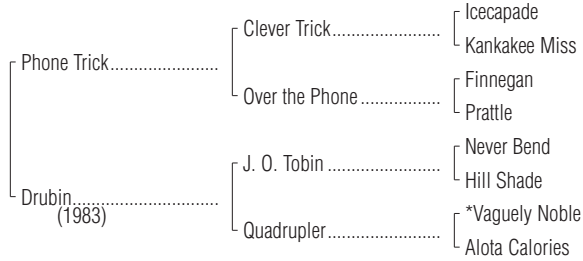 Icecapade
Clever Trick....................
Kankakee Miss
Phone Trick....................
Finnegan
Over the Phone...............
Prattle
Never Bend
J. O. Tobin.....................
Hill Shade
Drubin...........................
(1983)
*Vaguely Noble
Quadrupler.....................
Alota Calories